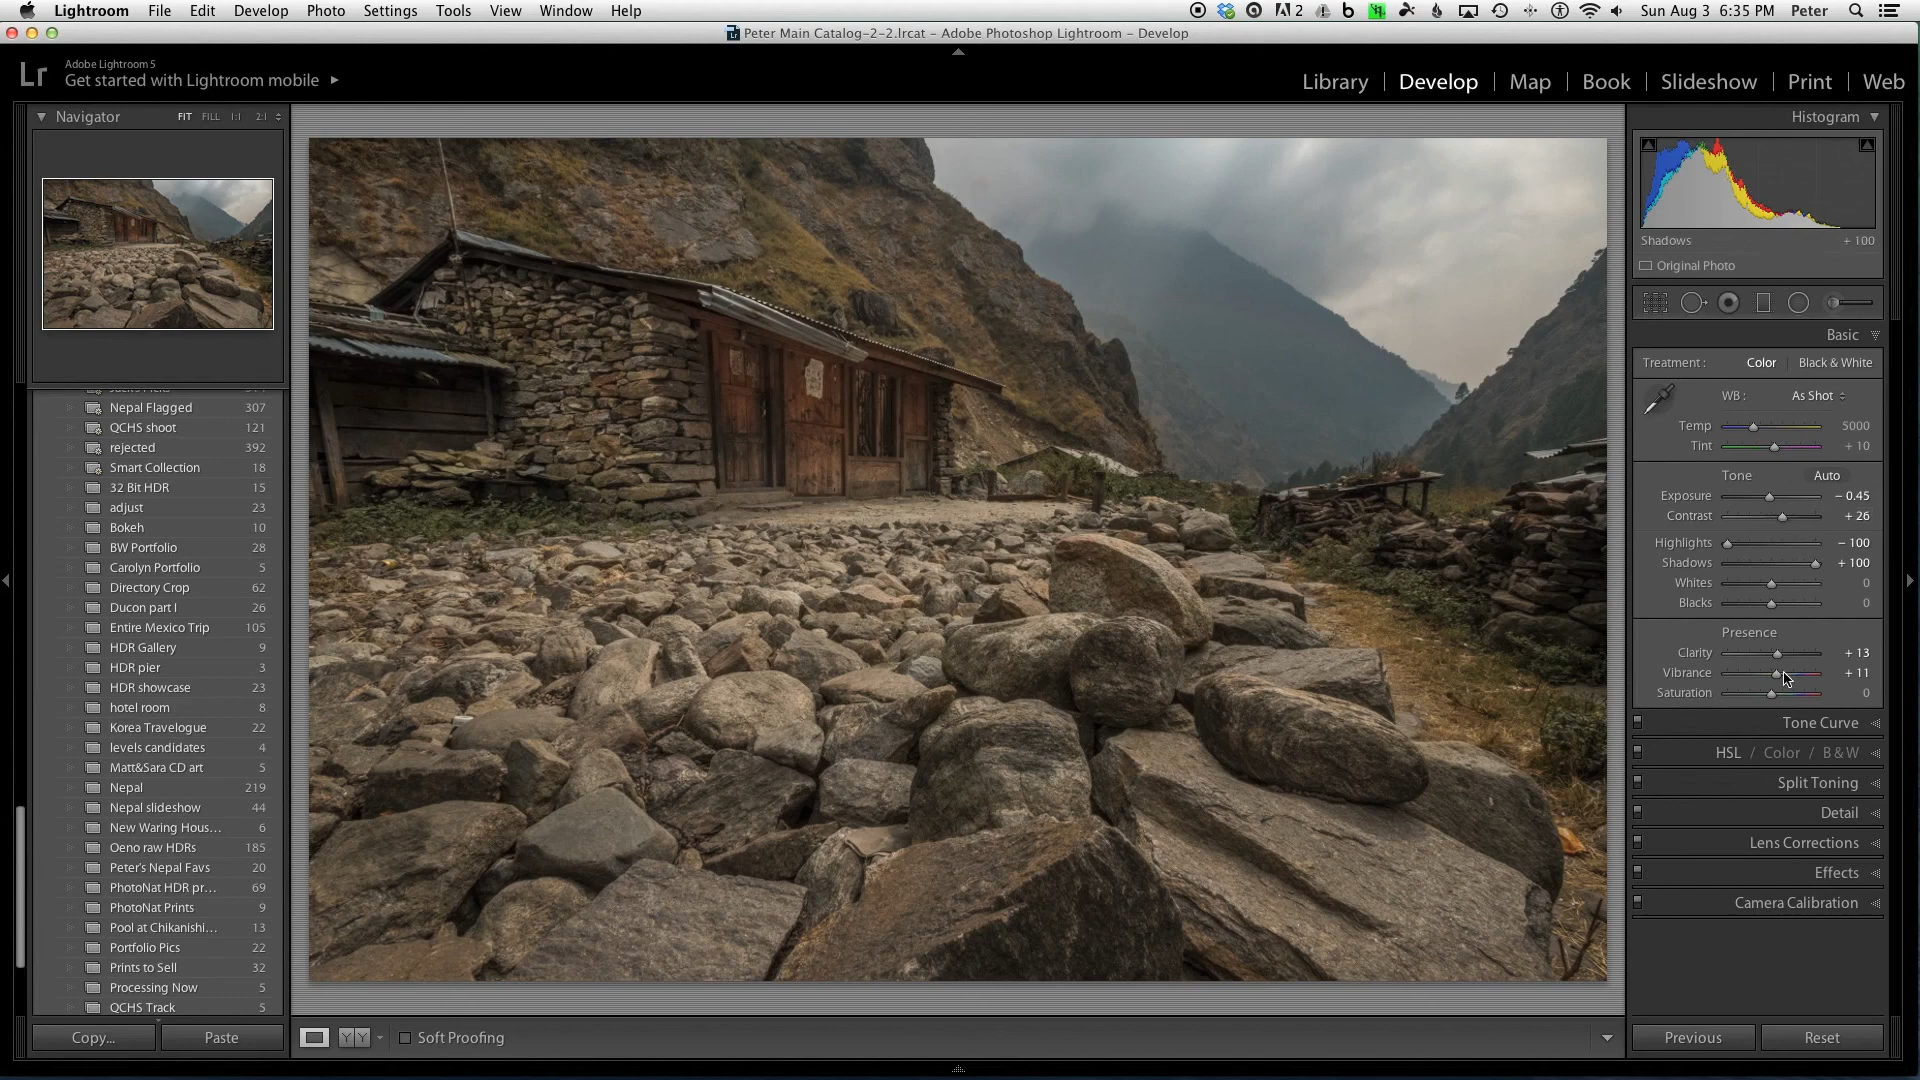 Lightroom File Edit Develop Photo Settings Tools View Window Help 2 Sun Aug 3 6:35 PM Peter
Peter Main Catalog-2-2.lrcat – Adobe Photoshop Lightroom – Develop
Lr
Adobe Lightroom 5
Get started with Lightroom mobile
Library | Develop | Map | Book | Slideshow | Print | Web
Navigator FIT FILL 1:1 2:1
Nepal Flagged 307
QCHS shoot 121
rejected 392
Smart Collection 18
32 Bit HDR 15
adjust 23
Bokeh 10
BW Portfolio 28
Carolyn Portfolio 5
Directory Crop 62
Ducon part I 26
Entire Mexico Trip 105
HDR Gallery 9
HDR pier 3
HDR showcase 23
hotel room 8
Korea Travelogue 22
levels candidates 4
Matt&Sara CD art 5
Nepal 219
Nepal slideshow 44
New Waring Hous... 6
Oeno raw HDRs 185
Peter's Nepal Favs 20
PhotoNat HDR pr... 69
PhotoNat Prints 9
Pool at Chikanishi... 13
Portfolio Pics 22
Prints to Sell 32
Processing Now 5
QCHS Track 5
Copy... Paste
Soft Proofing
Histogram
Shadows + 100
Original Photo
Basic
Treatment : Color | Black & White
WB : As Shot
Temp 5000
Tint + 10
Tone Auto
Exposure – 0.45
Contrast + 26
Highlights – 100
Shadows + 100
Whites 0
Blacks 0
Presence
Clarity + 13
Vibrance + 11
Saturation 0
Tone Curve
HSL / Color / B & W
Split Toning
Detail
Lens Corrections
Effects
Camera Calibration
Previous Reset